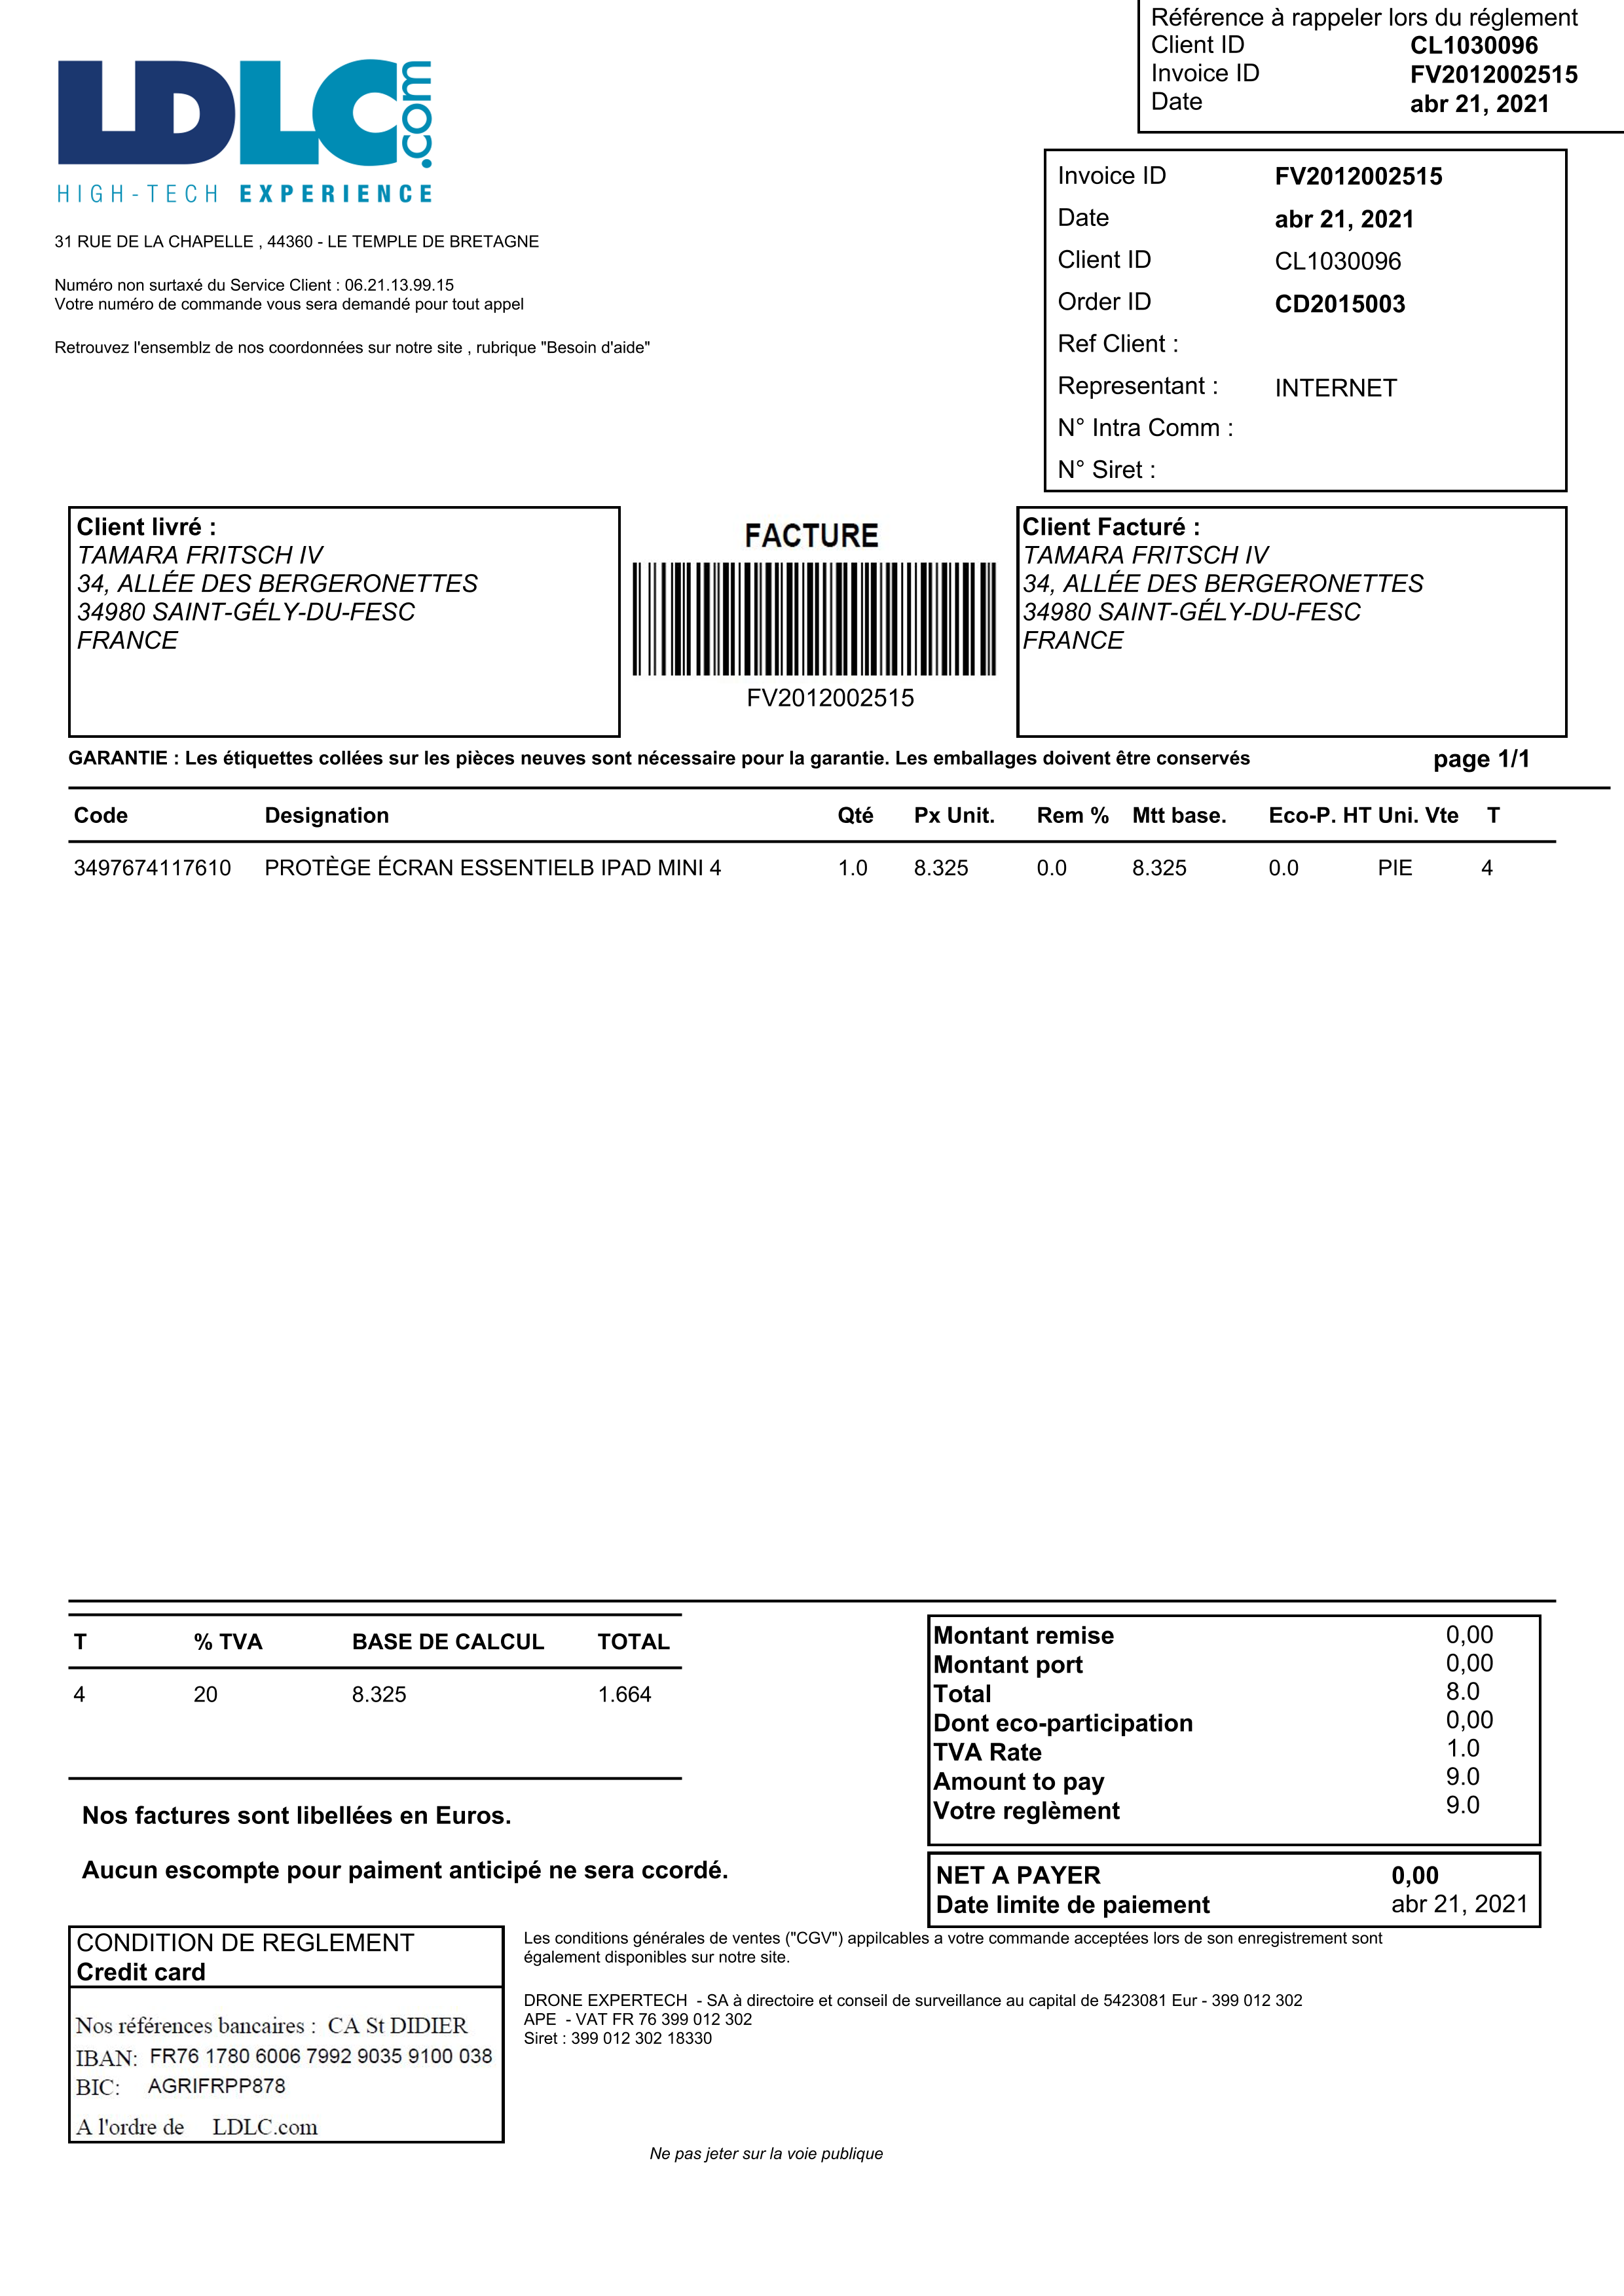 Référence à rappeler lors du réglement
Client ID CL1030096
Invoice ID FV2012002515
Date abr 21, 2021
LDLC.com
HIGH-TECH EXPERIENCE
31 RUE DE LA CHAPELLE , 44360 - LE TEMPLE DE BRETAGNE
Numéro non surtaxé du Service Client : 06.21.13.99.15
Votre numéro de commande vous sera demandé pour tout appel
Retrouvez l'ensemblz de nos coordonnées sur notre site , rubrique "Besoin d'aide"
Invoice ID FV2012002515
Date abr 21, 2021
Client ID CL1030096
Order ID CD2015003
Ref Client :
Representant : INTERNET
N° Intra Comm :
N° Siret :
Client livré :
TAMARA FRITSCH IV
34, ALLÉE DES BERGERONETTES
34980 SAINT-GÉLY-DU-FESC
FRANCE
FACTURE
FV2012002515
Client Facturé :
TAMARA FRITSCH IV
34, ALLÉE DES BERGERONETTES
34980 SAINT-GÉLY-DU-FESC
FRANCE
GARANTIE : Les étiquettes collées sur les pièces neuves sont nécessaire pour la garantie. Les emballages doivent être conservés page 1/1
Code Designation Qté Px Unit. Rem % Mtt base. Eco-P. HT Uni. Vte T
3497674117610 PROTÈGE ÉCRAN ESSENTIELB IPAD MINI 4 1.0 8.325 0.0 8.325 0.0 PIE 4
T % TVA BASE DE CALCUL TOTAL
4 20 8.325 1.664
Nos factures sont libellées en Euros.
Aucun escompte pour paiment anticipé ne sera ccordé.
Montant remise 0,00
Montant port 0,00
Total 8.0
Dont eco-participation 0,00
TVA Rate 1.0
Amount to pay 9.0
Votre reglèment 9.0
NET A PAYER 0,00
Date limite de paiement abr 21, 2021
CONDITION DE REGLEMENT
Credit card
Nos références bancaires : CA St DIDIER
IBAN: FR76 1780 6006 7992 9035 9100 038
BIC: AGRIFRPP878
A l'ordre de LDLC.com
Les conditions générales de ventes ("CGV") appilcables a votre commande acceptées lors de son enregistrement sont
également disponibles sur notre site.
DRONE EXPERTECH - SA à directoire et conseil de surveillance au capital de 5423081 Eur - 399 012 302
APE - VAT FR 76 399 012 302
Siret : 399 012 302 18330
Ne pas jeter sur la voie publique